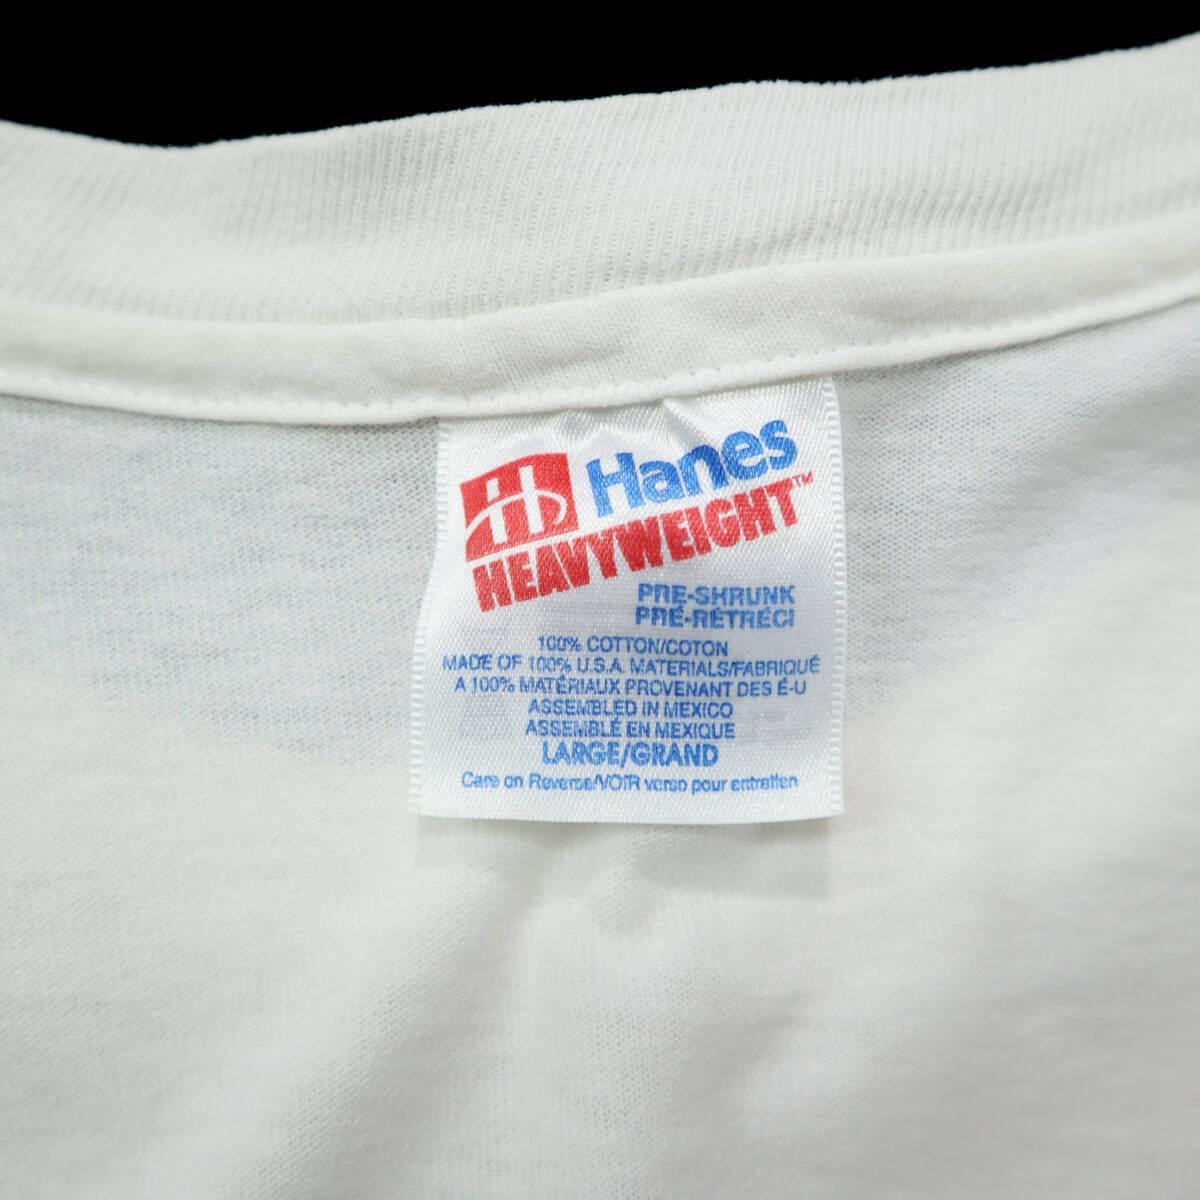 H Hanes
HEAVYWEIGHT™
PRE-SHRUNK
PRÉ-RÉTRÉCI
100% COTTON/COTON
MADE OF 100% U.S.A. MATERIALS/FABRIQUÉ
A 100% MATÉRIAUX PROVENANT DES É-U
ASSEMBLED IN MEXICO
ASSEMBLÉ EN MEXIQUE
LARGE/GRAND
Care on Reverse/VOIR verso pour entretien